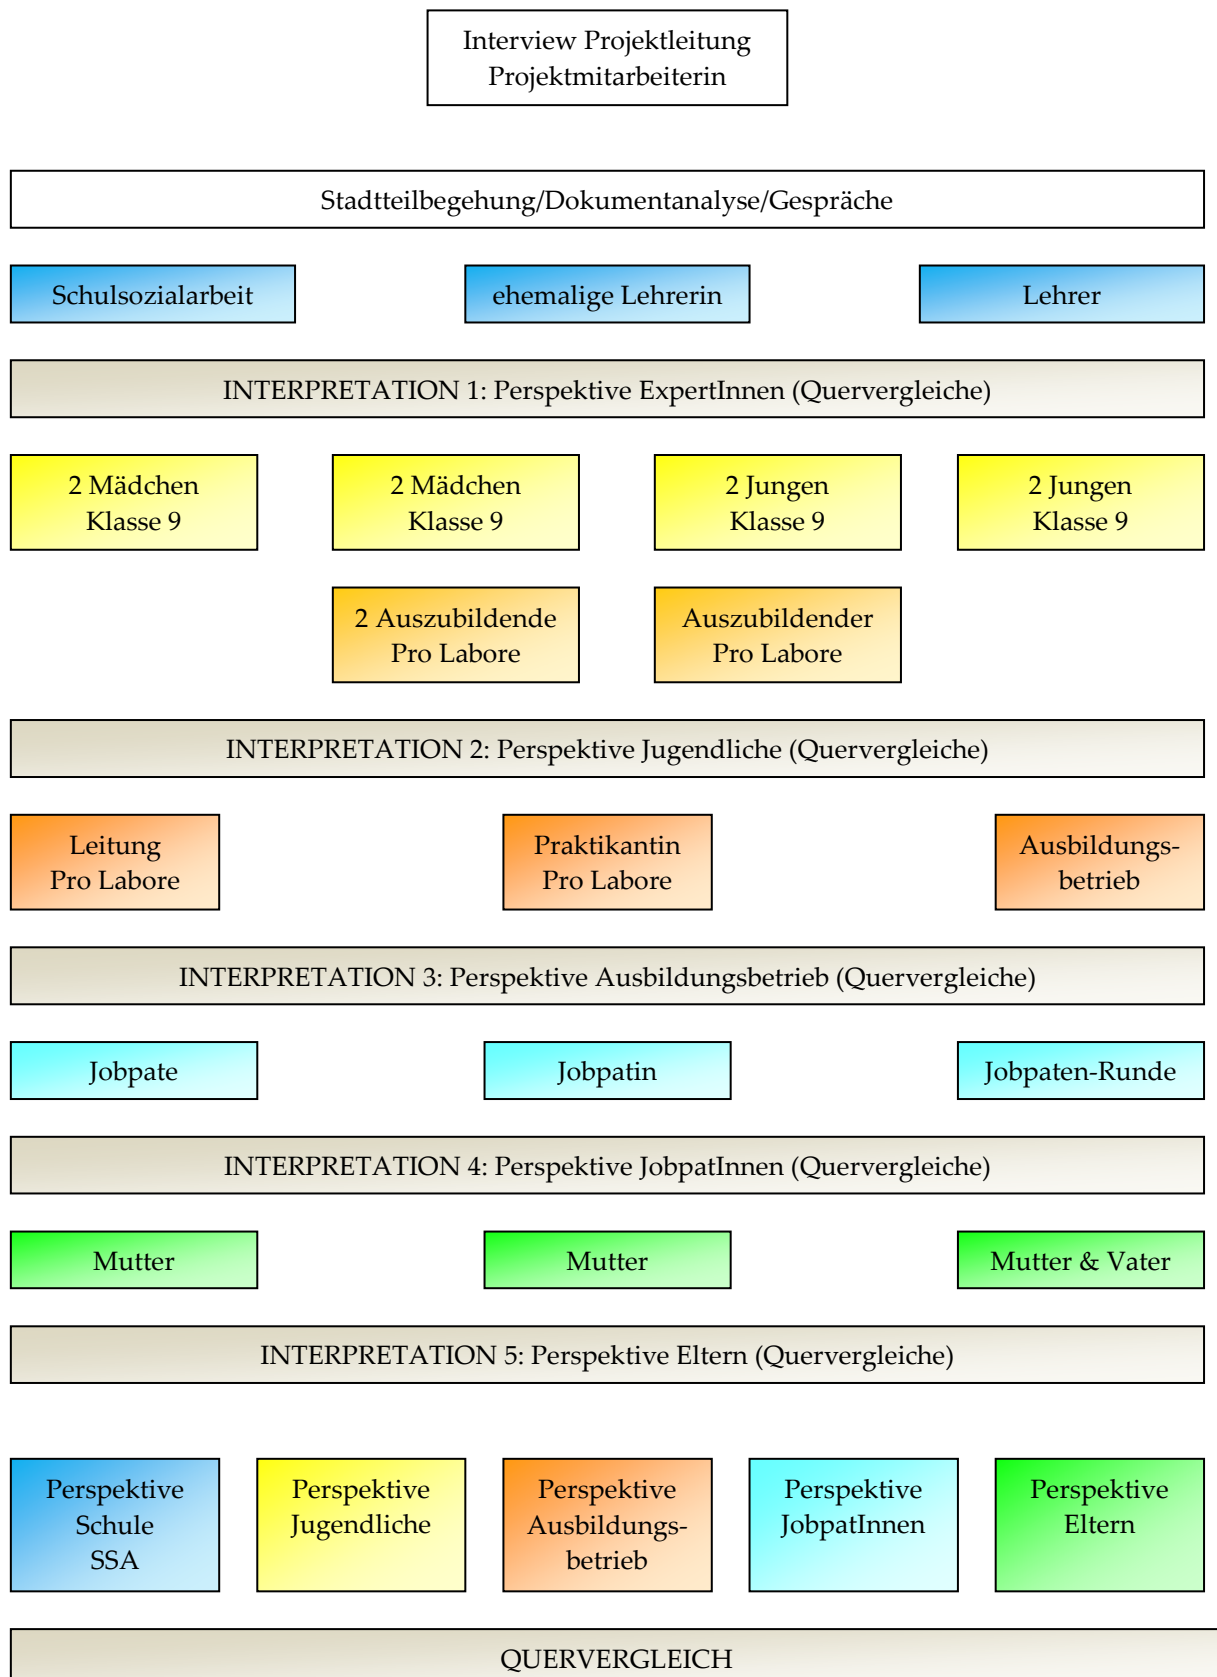 Interview Projektleitung
Projektmitarbeiterin
Stadtteilbegehung/Dokumentanalyse/Gespräche
Schulsozialarbeit
ehemalige Lehrerin
Lehrer
INTERPRETATION 1: Perspektive ExpertInnen (Quervergleiche)
2 Mädchen
Klasse 9
2 Mädchen
Klasse 9
2 Jungen
Klasse 9
2 Jungen
Klasse 9
2 Auszubildende
Pro Labore
Auszubildender
Pro Labore
INTERPRETATION 2: Perspektive Jugendliche (Quervergleiche)
Leitung
Pro Labore
Praktikantin
Pro Labore
Ausbildungs-
betrieb
INTERPRETATION 3: Perspektive Ausbildungsbetrieb (Quervergleiche)
Jobpate
Jobpatin
Jobpaten-Runde
INTERPRETATION 4: Perspektive JobpatInnen (Quervergleiche)
Mutter
Mutter
Mutter & Vater
INTERPRETATION 5: Perspektive Eltern (Quervergleiche)
Perspektive
Schule
SSA
Perspektive
Jugendliche
Perspektive
Ausbildungs-
betrieb
Perspektive
JobpatInnen
Perspektive
Eltern
QUERVERGLEICH